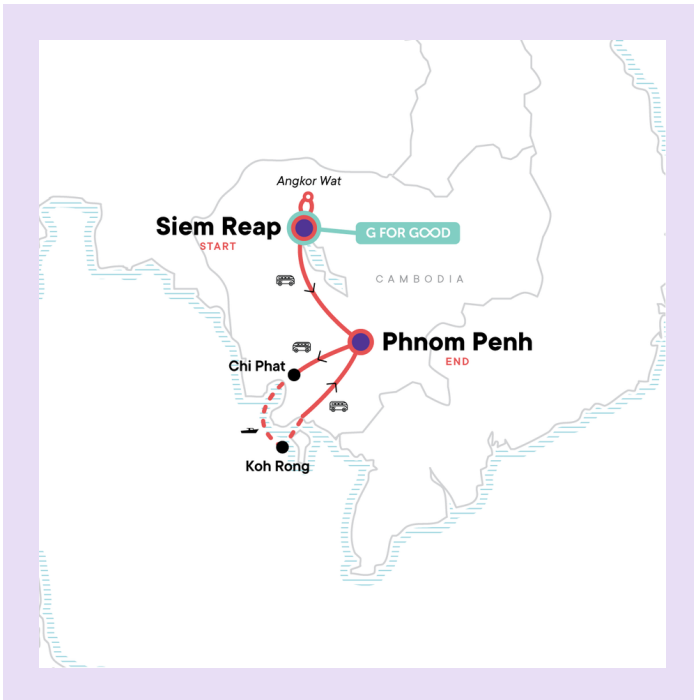 Angkor Wat
Siem Reap
START
G FOR GOOD
CAMBODIA
Phnom Penh
END
Chi Phat
Koh Rong